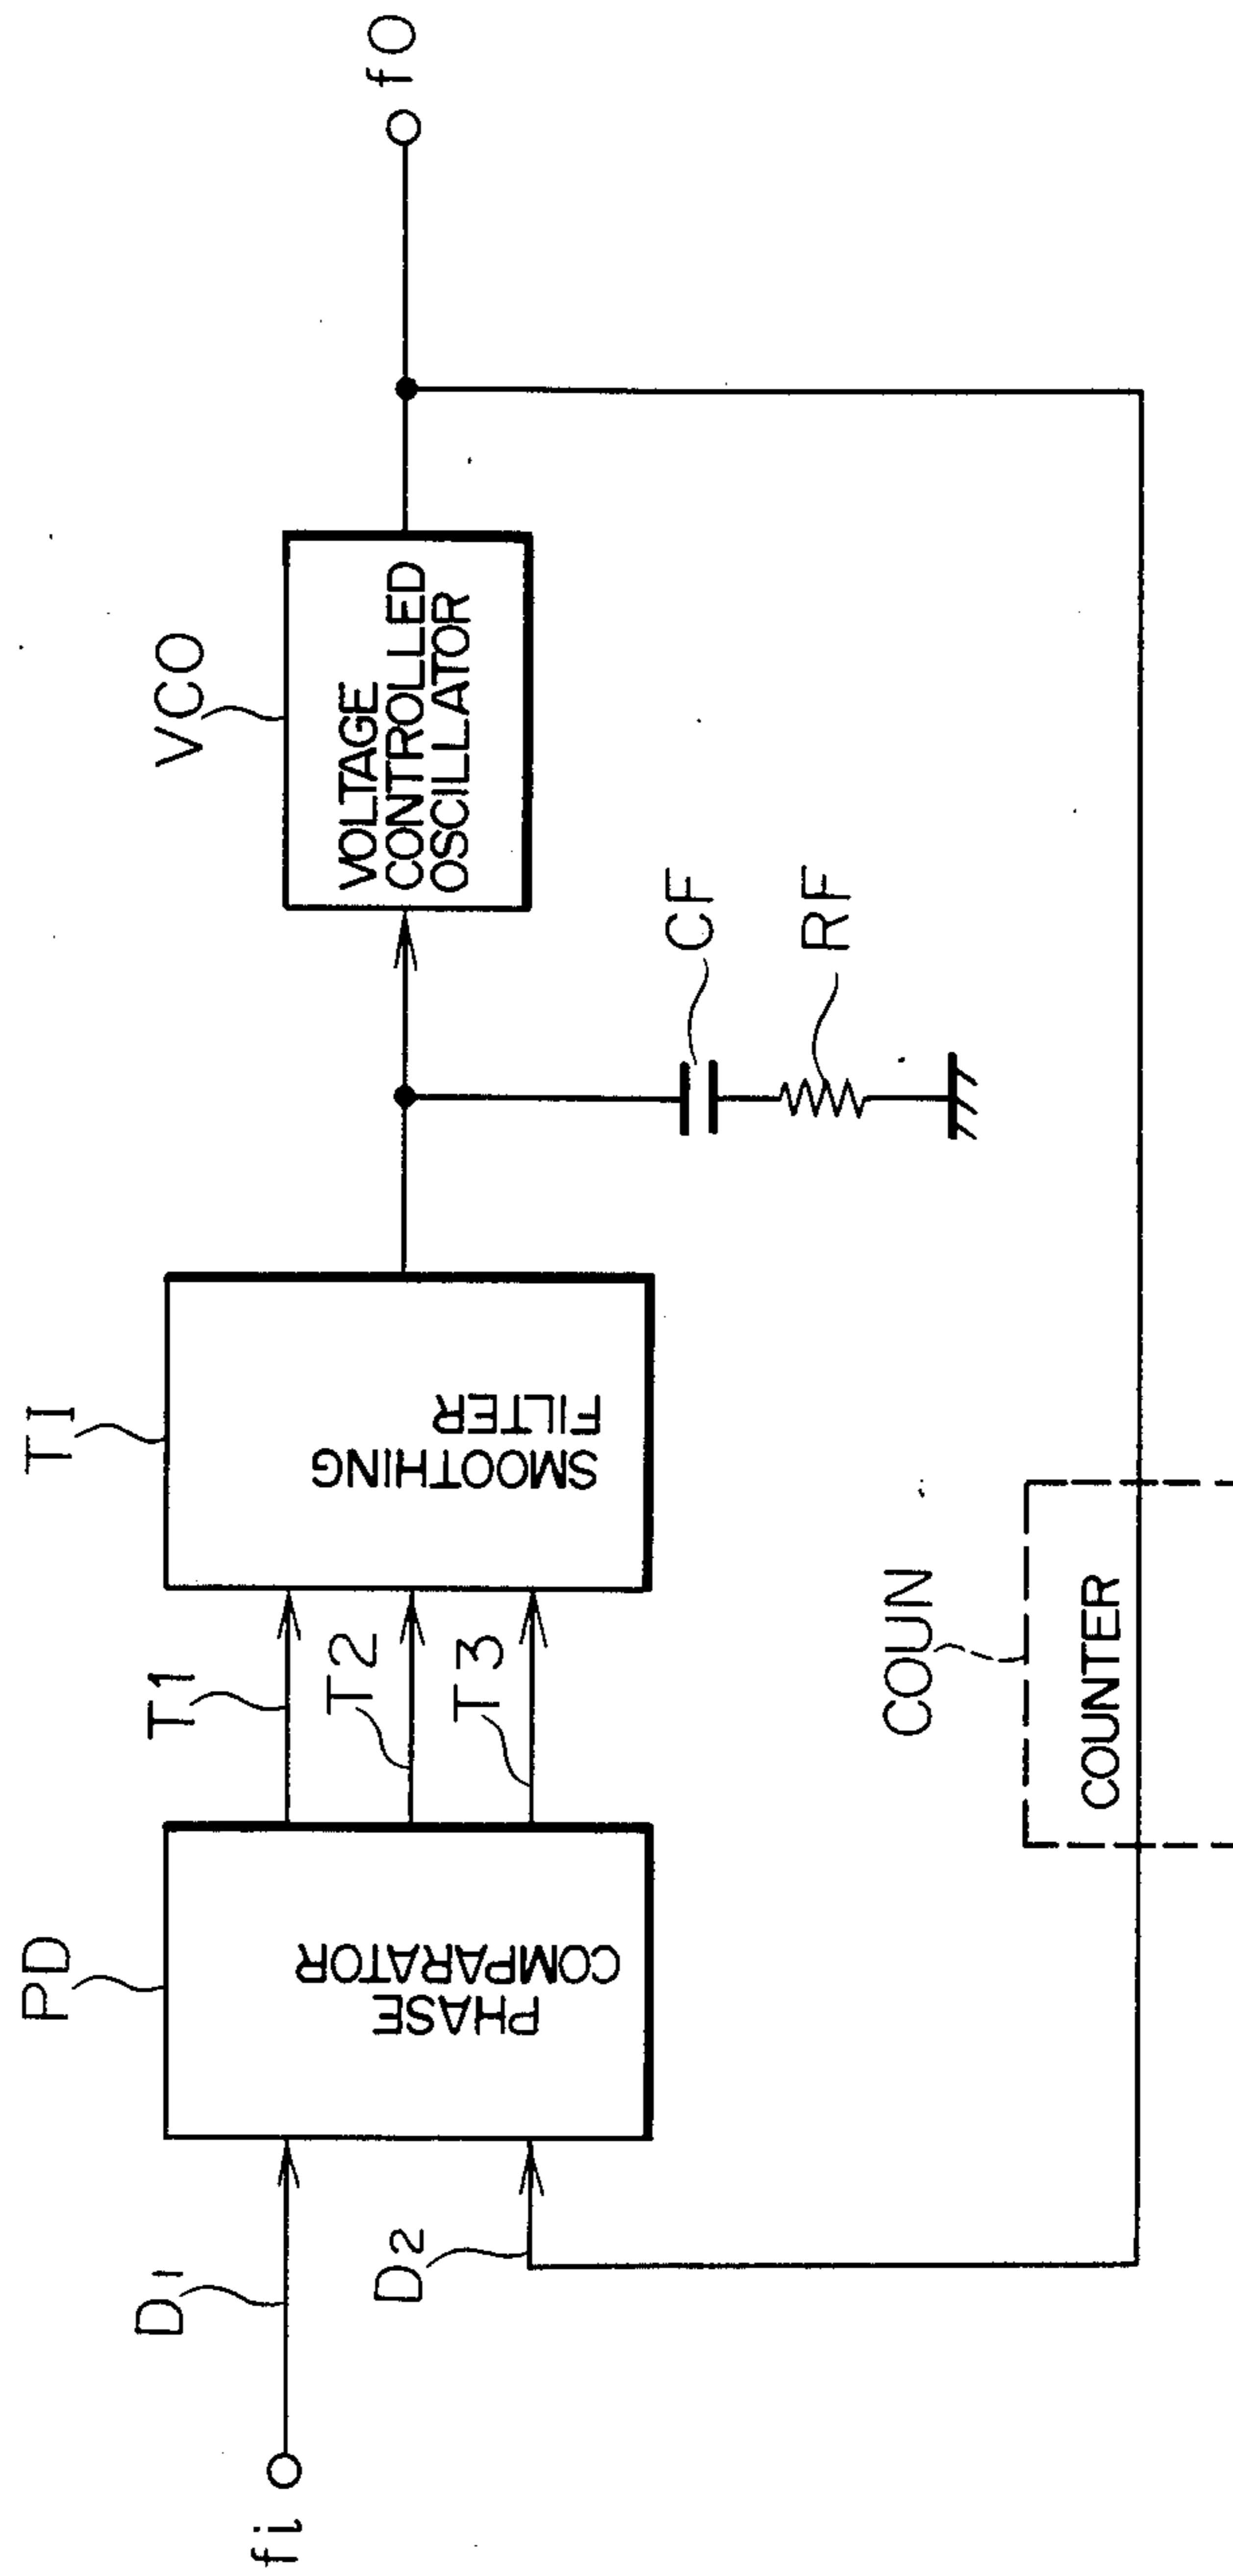 fi
D1
D2
PD
PHASE
COMPARATOR
T1
T2
T3
TI
SMOOTHING
FILTER
CF
RF
VCO
VOLTAGE
CONTROLLED
OSCILLATOR
fO
COUN
COUNTER